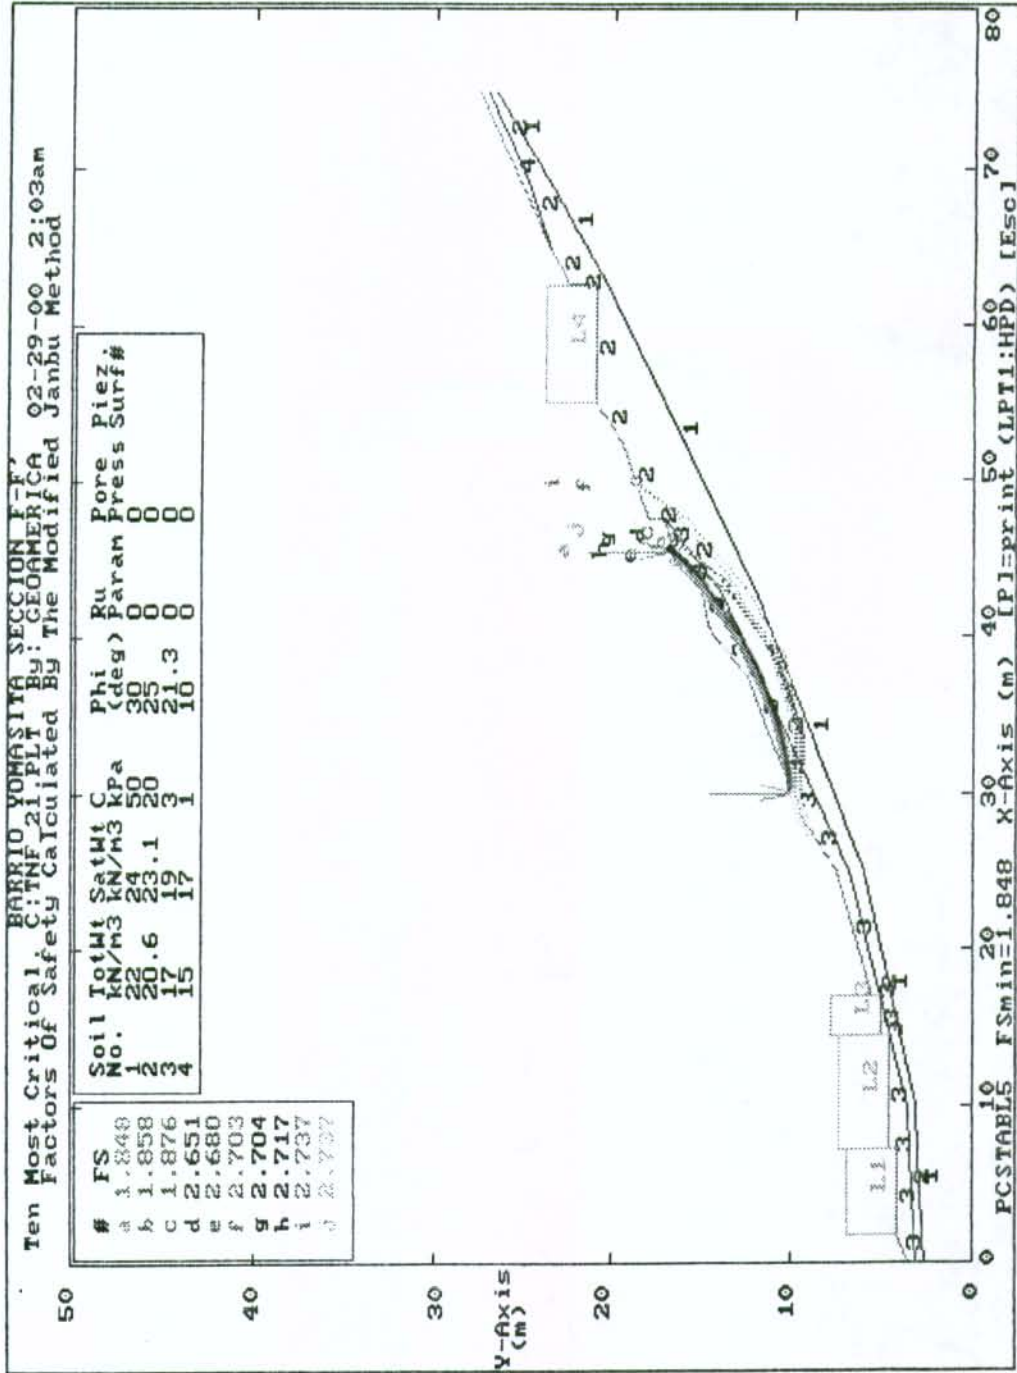 BARRIO YOMASITA SECCION F-F'
Ten Most Critical. C:TNF_21.PLT By: GEOAMERICA 02-29-00 2:03am
Factors Of Safety Calculated By The Modified Janbu Method
# FS
a 1.848
b 1.858
c 1.876
d 2.651
e 2.680
f 2.703
g 2.704
h 2.717
i 2.737
j 2.737
Soil TotWt SatWt C Phi Ru Pore Piez.
No. kN/m3 kN/m3 kPa (deg) Param Press Surf#
1 22 24 50 30 0 0
2 20.6 23.1 20 25 0 0
3 17 19 3 21.3 0 0
4 15 17 1 10 0 0
50
40
30
Y-Axis
(m)
20
10
0
L1
L2
L3
L4
0 10 20 30 40 50 60 70 80
PCSTABL5 FSmin=1.848 X-Axis (m) [P]=print (LPT1:HPD) [Esc]